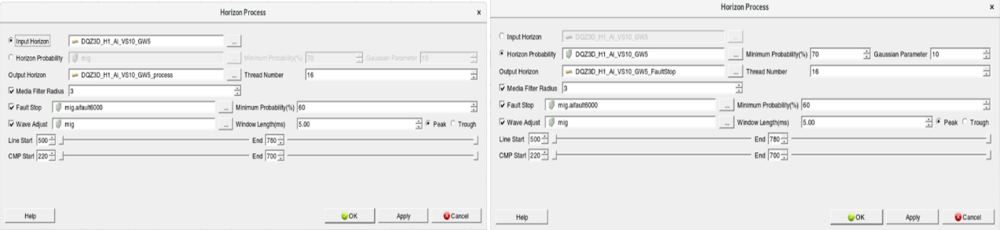 Horizon Process x
Input Horizon DQZ3D_H1_Ai_VS10_GW5 ...
Horizon Probability mig ... Minimum Probability(%) 70 Gaussian Parameter 10
Output Horizon DQZ3D_H1_Ai_VS10_GW5_process ... Thread Number 16
Media Filter Radius 3
Fault Stop mig.aifault6000 ... Minimum Probability(%) 60
Wave Adjust mig ... Window Length(ms) 5.00 Peak Trough
Line Start 500 End 780
CMP Start 220 End 700
Help OK Apply Cancel
Horizon Process x
Input Horizon DQZ3D_H1_Ai_VS10_GW5 ...
Horizon Probability DQZ3D_H1_Ai_VS10_GW5 ... Minimum Probability(%) 70 Gaussian Parameter 10
Output Horizon DQZ3D_H1_Ai_VS10_GW5_FaultStop ... Thread Number 16
Media Filter Radius 3
Fault Stop mig.aifault6000 ... Minimum Probability(%) 60
Wave Adjust mig ... Window Length(ms) 5.00 Peak Trough
Line Start 500 End 780
CMP Start 220 End 700
Help OK Apply Cancel